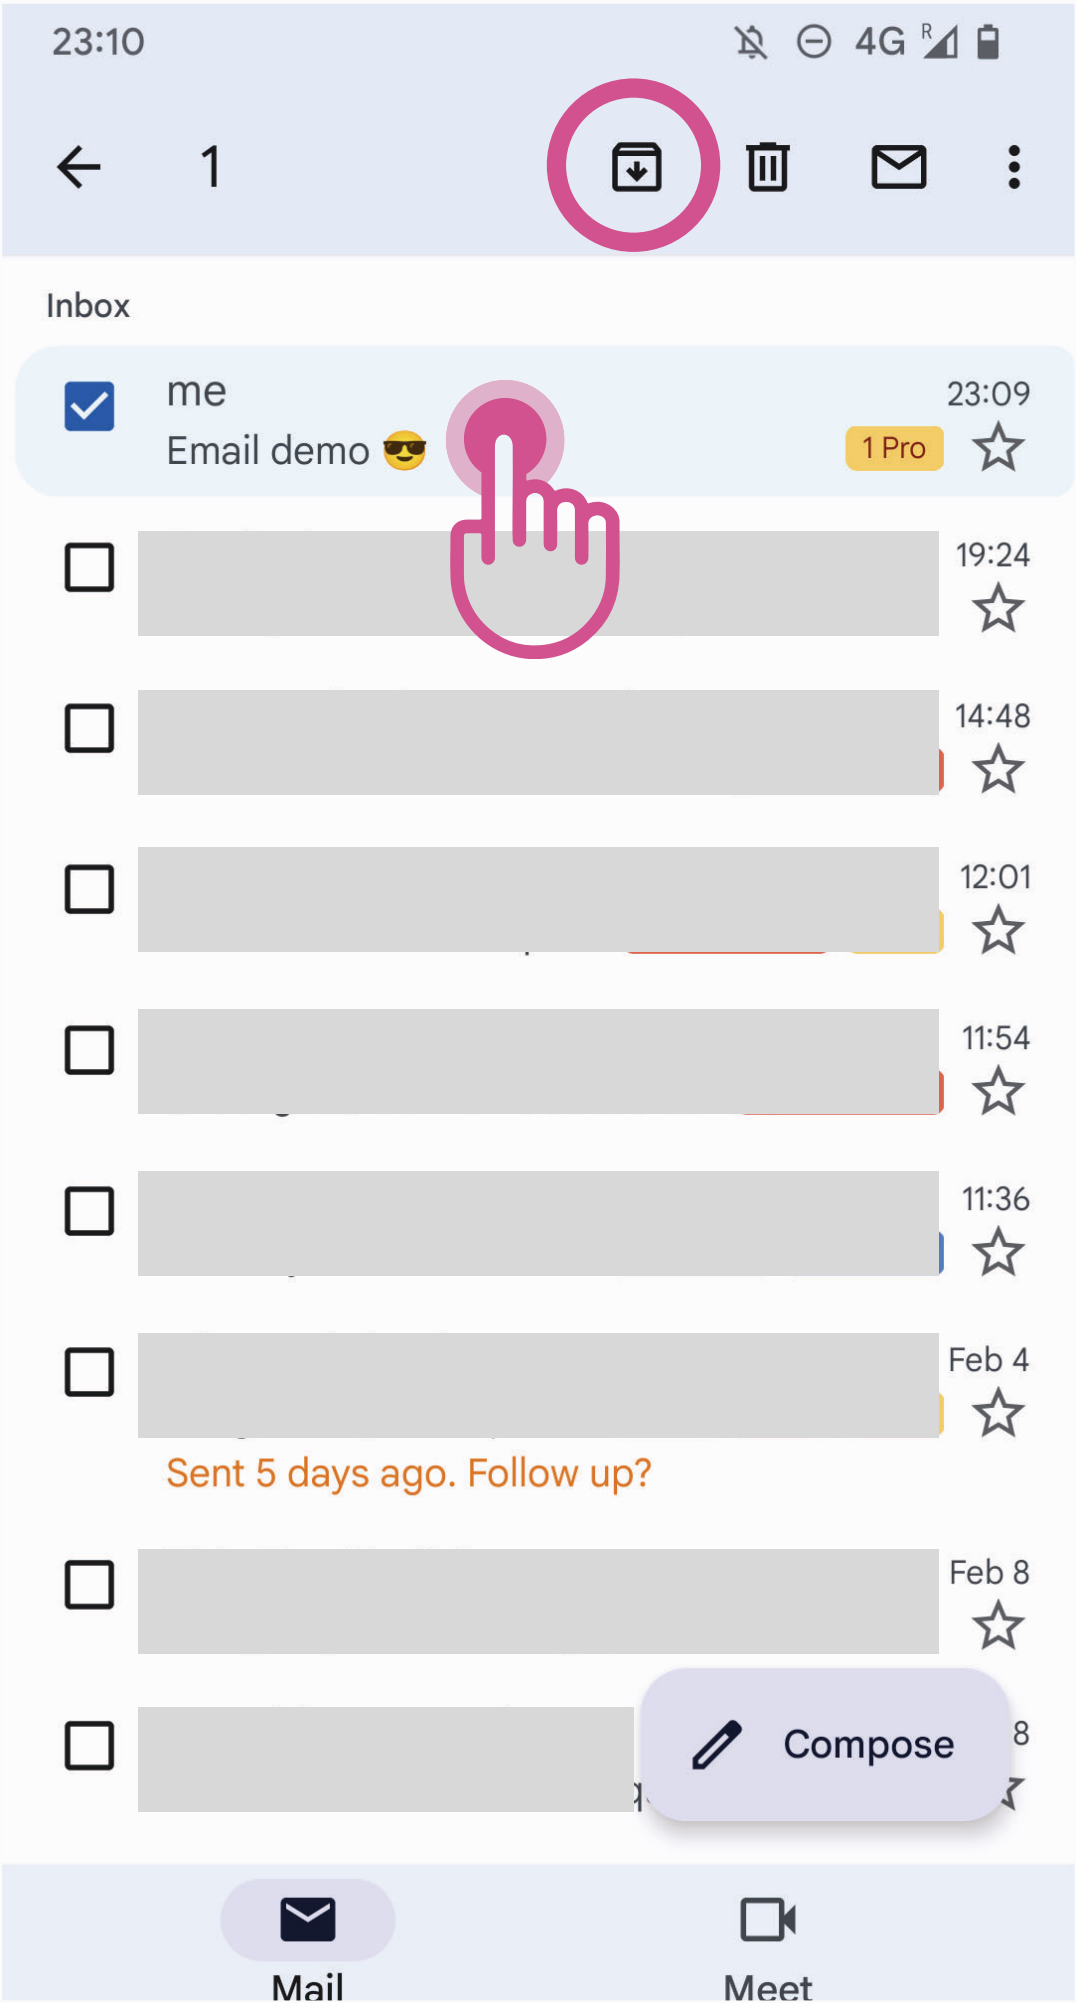 23:10
4G R
1
Inbox
me 23:09
Email demo 😎 1 Pro
19:24
14:48
12:01
11:54
11:36
Feb 4
Sent 5 days ago. Follow up?
Feb 8
Compose 8
Mail Meet